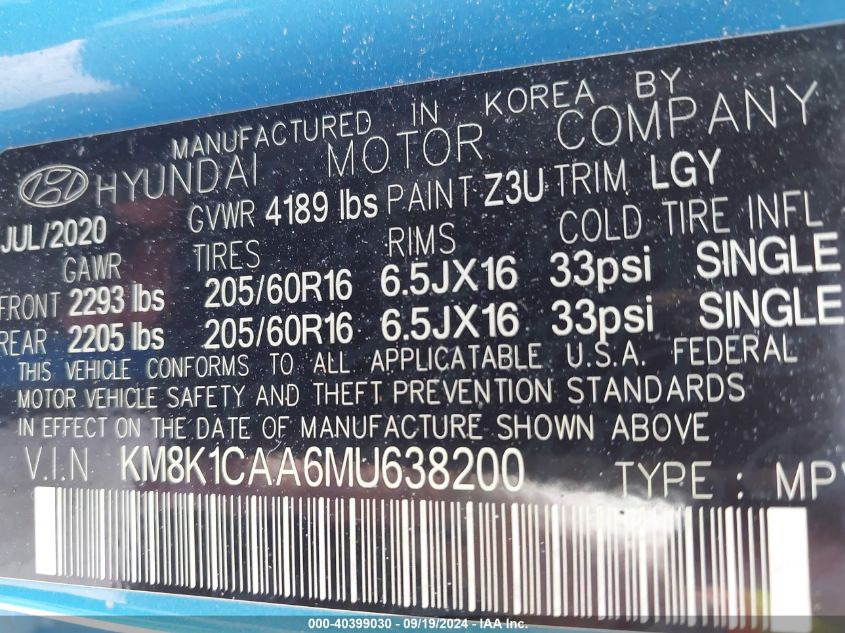 MANUFACTURED IN KOREA BY
HYUNDAI MOTOR COMPANY
JUL/2020 GVWR 4189 lbs PAINT Z3U TRIM LGY
GAWR TIRES RIMS COLD TIRE INFL
FRONT 2293 lbs 205/60R16 6.5JX16 33psi SINGLE
REAR 2205 lbs 205/60R16 6.5JX16 33psi SINGLE
THIS VEHICLE CONFORMS TO ALL APPLICATABLE U.S.A. FEDERAL
MOTOR VEHICLE SAFETY AND THEFT PREVENTION STANDARDS
IN EFFECT ON THE DATE OF MANUFACTURE SHOWN ABOVE
V.I.N KM8K1CAA6MU638200 TYPE : MPV
000-40399030 - 09/19/2024 - IAA Inc.